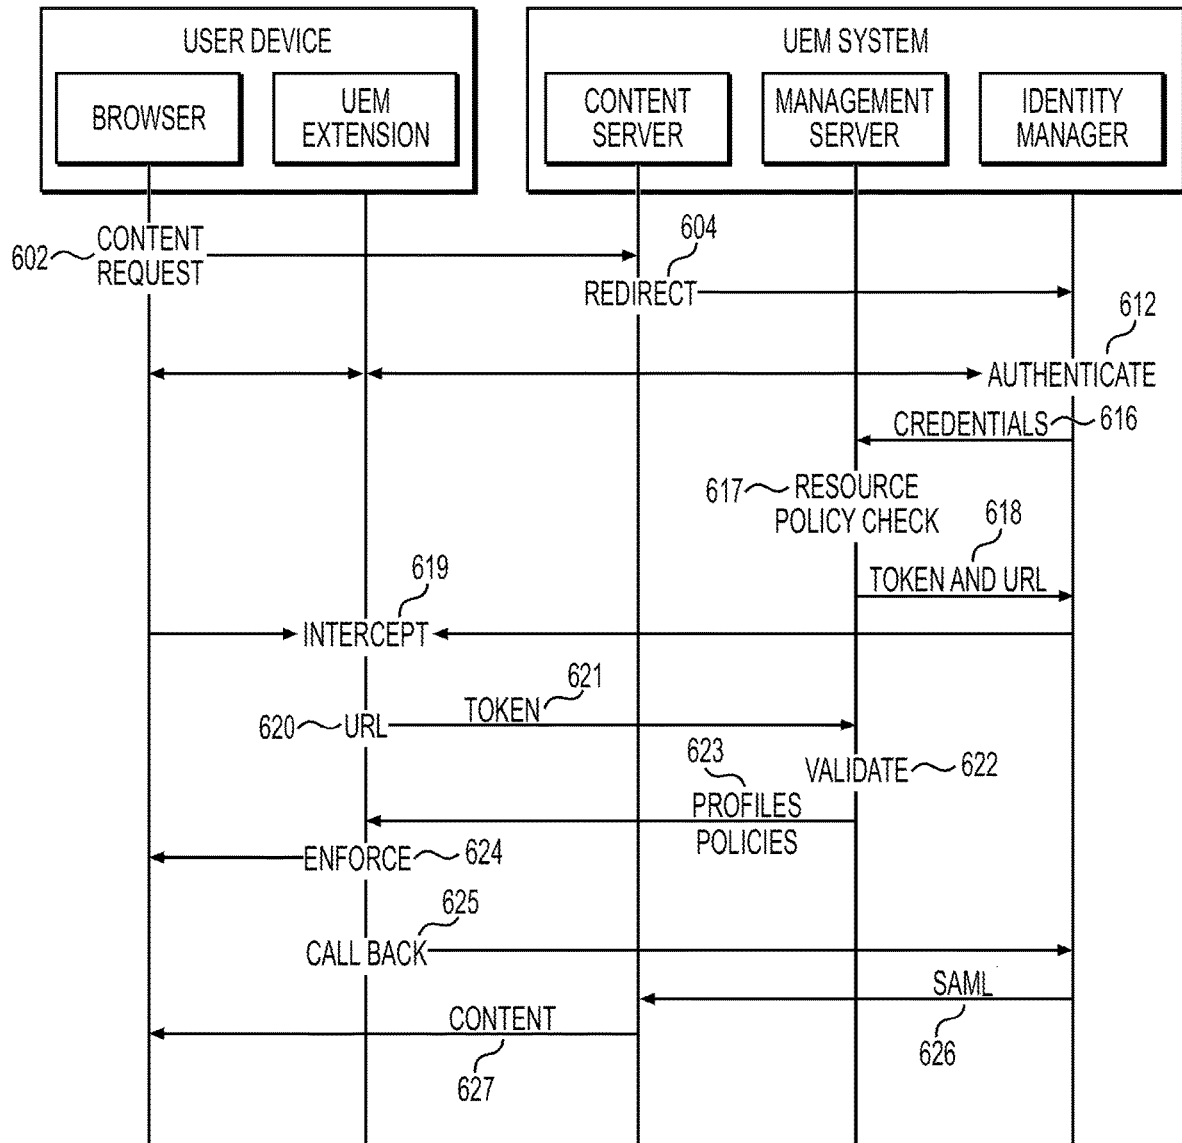 USER DEVICE
UEM SYSTEM
BROWSER
UEM
EXTENSION
CONTENT
SERVER
MANAGEMENT
SERVER
IDENTITY
MANAGER
602
CONTENT
REQUEST
604
REDIRECT
612
AUTHENTICATE
CREDENTIALS
616
617
RESOURCE
POLICY CHECK
618
TOKEN AND URL
619
INTERCEPT
621
TOKEN
620
URL
623
VALIDATE
622
PROFILES
POLICIES
ENFORCE
624
625
CALL BACK
SAML
626
CONTENT
627